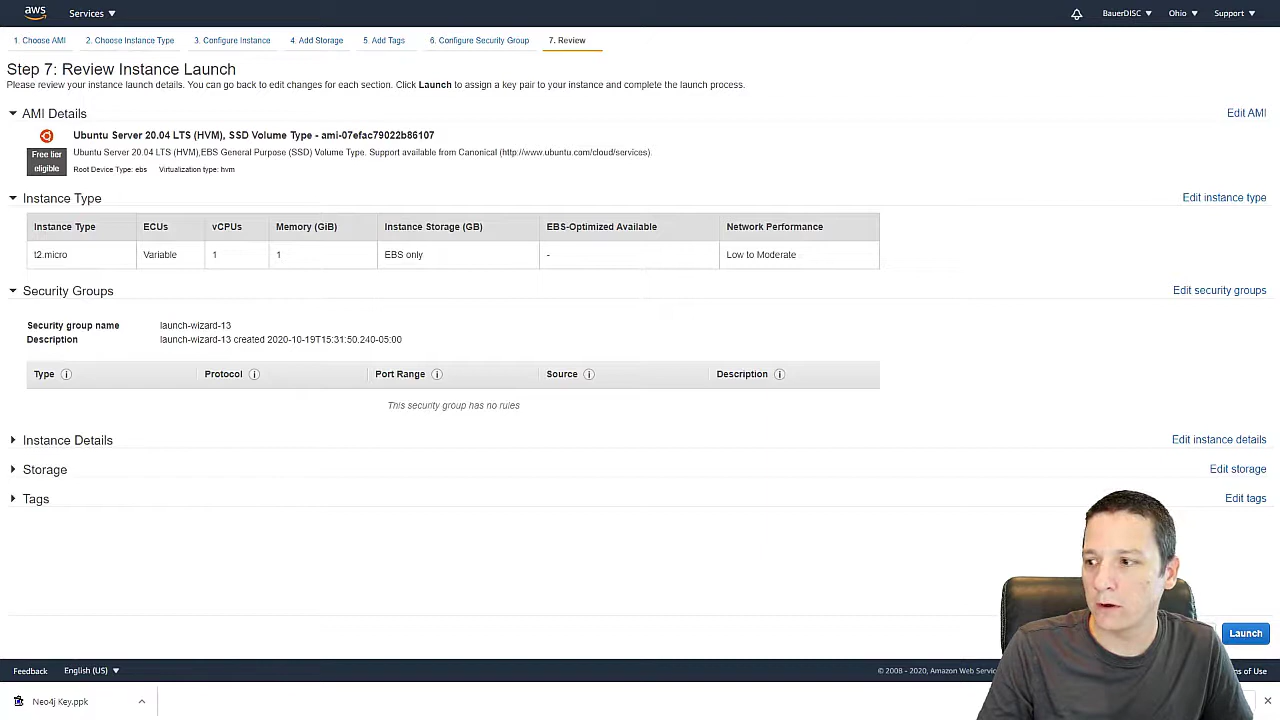 aws Services BauerDISC Ohio Support
1. Choose AMI 2. Choose Instance Type 3. Configure Instance 4. Add Storage 5. Add Tags 6. Configure Security Group 7. Review
Step 7: Review Instance Launch
Please review your instance launch details. You can go back to edit changes for each section. Click Launch to assign a key pair to your instance and complete the launch process.
AMI Details Edit AMI
Ubuntu Server 20.04 LTS (HVM), SSD Volume Type - ami-07efac79022b86107
Free tier eligible
Ubuntu Server 20.04 LTS (HVM),EBS General Purpose (SSD) Volume Type. Support available from Canonical (http://www.ubuntu.com/cloud/services).
Root Device Type: ebs Virtualization type: hvm
Instance Type Edit instance type
Instance Type ECUs vCPUs Memory (GiB) Instance Storage (GB) EBS-Optimized Available Network Performance
t2.micro Variable 1 1 EBS only - Low to Moderate
Security Groups Edit security groups
Security group name launch-wizard-13
Description launch-wizard-13 created 2020-10-19T15:31:50.240-05:00
Type Protocol Port Range Source Description
This security group has no rules
Instance Details Edit instance details
Storage Edit storage
Tags Edit tags
Launch
Feedback English (US) © 2008 - 2020, Amazon Web Servic ms of Use
Neo4j Key.ppk